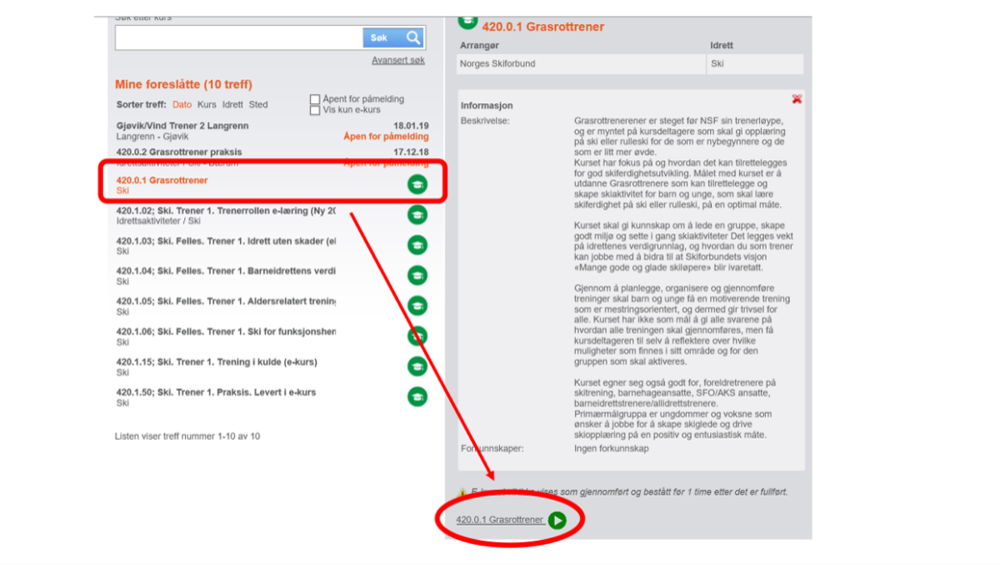 Søk etter kurs
Søk
Avansert søk
Mine foreslåtte (10 treff)
Sorter treff: Dato Kurs Idrett Sted
Åpent for påmelding
Vis kun e-kurs
Gjøvik/Vind Trener 2 Langrenn 18.01.19
Langrenn - Gjøvik Åpen for påmelding
420.0.2 Grasrottrener praksis 17.12.18
Idrettsaktiviteter / Ski - Bærum Åpen for påmelding
420.0.1 Grasrottrener
Ski
420.1.02; Ski. Trener 1. Trenerrollen e-læring (Ny 20
Idrettsaktiviteter / Ski
420.1.03; Ski. Felles. Trener 1. Idrett uten skader (el
Ski
420.1.04; Ski. Felles. Trener 1. Barneidrettens verdi
Ski
420.1.05; Ski. Felles. Trener 1. Aldersrelatert trening
Ski
420.1.06; Ski. Felles. Trener 1. Ski for funksjonshem
Ski
420.1.15; Ski. Trener 1. Trening i kulde (e-kurs)
Ski
420.1.50; Ski. Trener 1. Praksis. Levert i e-kurs
Ski
Listen viser treff nummer 1-10 av 10
420.0.1 Grasrottrener
Arrangør Idrett
Norges Skiforbund Ski
Informasjon
Beskrivelse:
Grasrottrenerener er steget før NSF sin trenerløype,
og er myntet på kursdeltagere som skal gi opplæring
på ski eller rulleski for de som er nybegynnere og de
som er litt mer øvde.
Kurset har fokus på og hvordan det kan tilrettelegges
for god skiferdighetsutvikling. Målet med kurset er å
utdanne Grasrottrenere som kan tilrettelegge og
skape skiaktivitet for barn og unge, som skal lære
skiferdighet på ski eller rulleski, på en optimal måte.
Kurset skal gi kunnskap om å lede en gruppe, skape
godt miljø og sette i gang skiaktiviteter Det legges vekt
på idrettenes verdigrunnlag, og hvordan du som trener
kan jobbe med å bidra til at Skiforbundets visjon
«Mange gode og glade skiløpere» blir ivaretatt.
Gjennom å planlegge, organisere og gjennomføre
treninger skal barn og unge få en motiverende trening
som er mestringsorientert, og dermed gir trivsel for
alle. Kurset har ikke som mål å gi alle svarene på
hvordan alle treningen skal gjennomføres, men få
kursdeltageren til selv å reflektere over hvilke
muligheter som finnes i sitt område og for den
gruppen som skal aktiveres.
Kurset egner seg også godt for, foreldretrenere på
skitrening, barnehageansatte, SFO/AKS ansatte,
barneidrettstrenere/allidrettstrenere.
Primærmålgruppa er ungdommer og voksne som
ønsker å jobbe for å skape skiglede og drive
skiopplæring på en positiv og entusiastisk måte.
Forkunnskaper: Ingen forkunnskap
vises som gjennomført og bestått før 1 time etter det er fullført.
420.0.1 Grasrottrener